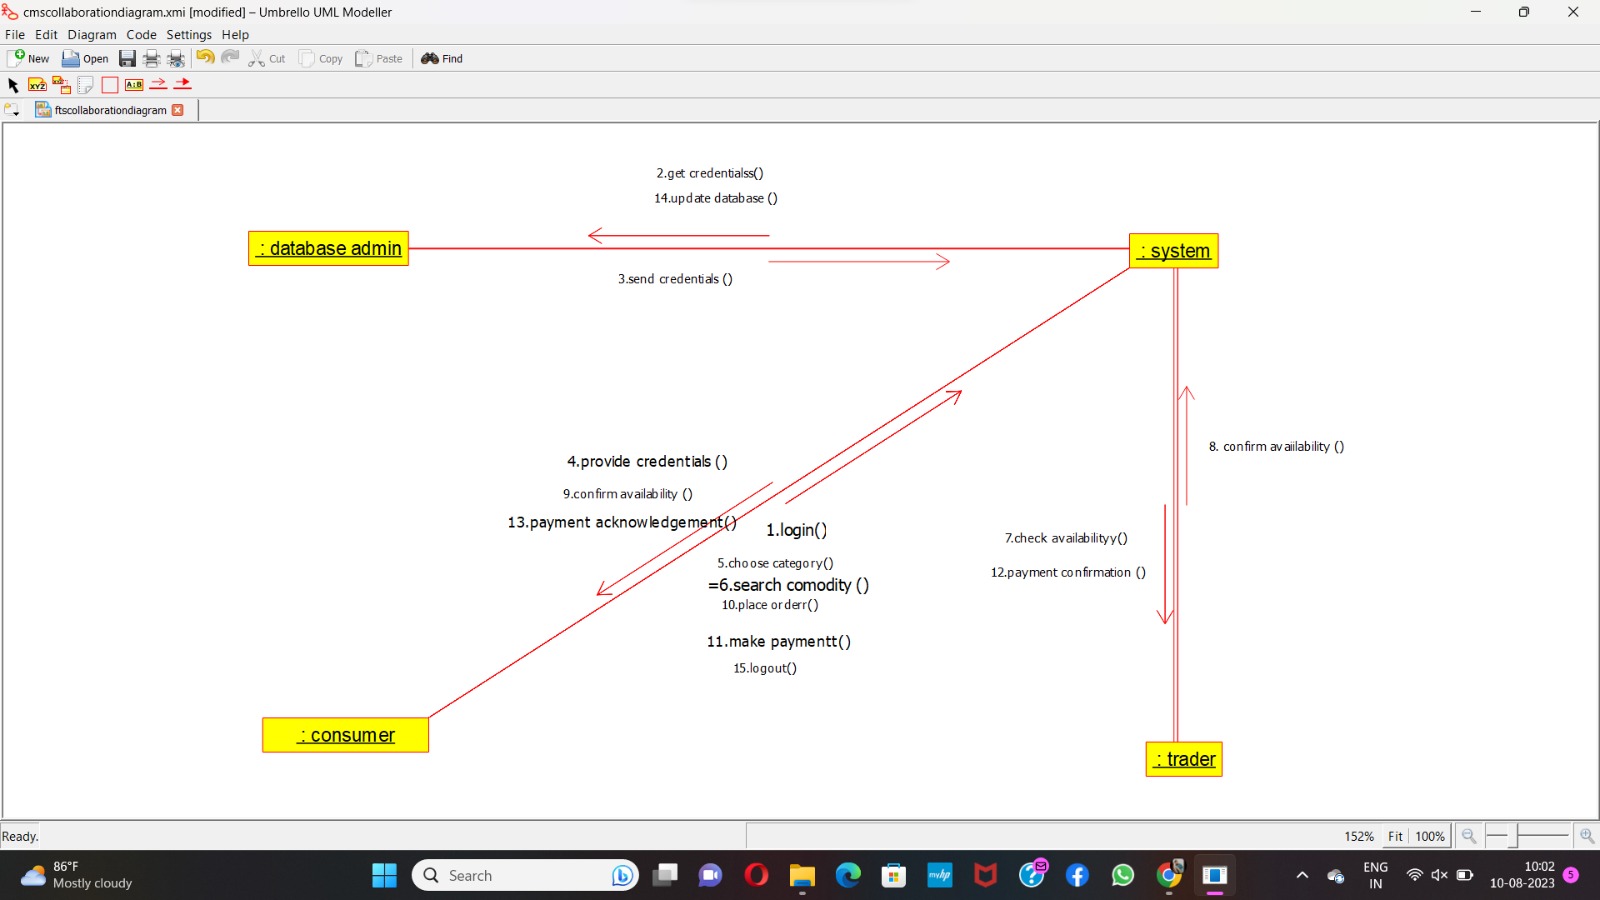 cmscollaborationdiagram.xmi [modified] – Umbrello UML Modeller
File Edit Diagram Code Settings Help
New Open Cut Copy Paste Find
XYZ A:B
ftscollaborationdiagram
2.get credentialss()
14.update database ()
: database admin
: system
3.send credentials ()
8. confirm avaiilability ()
4.provide credentials ()
9.confirm availability ()
13.payment acknowledgement()
1.login()
7.check availabilityy()
5.choose category()
12.payment confirmation ()
=6.search comodity ()
10.place orderr()
11.make paymentt()
15.logout()
: consumer
: trader
Ready.
152% Fit 100%
86°F
Mostly cloudy
Search
myhp
ENG
IN
10:02
10-08-2023
5